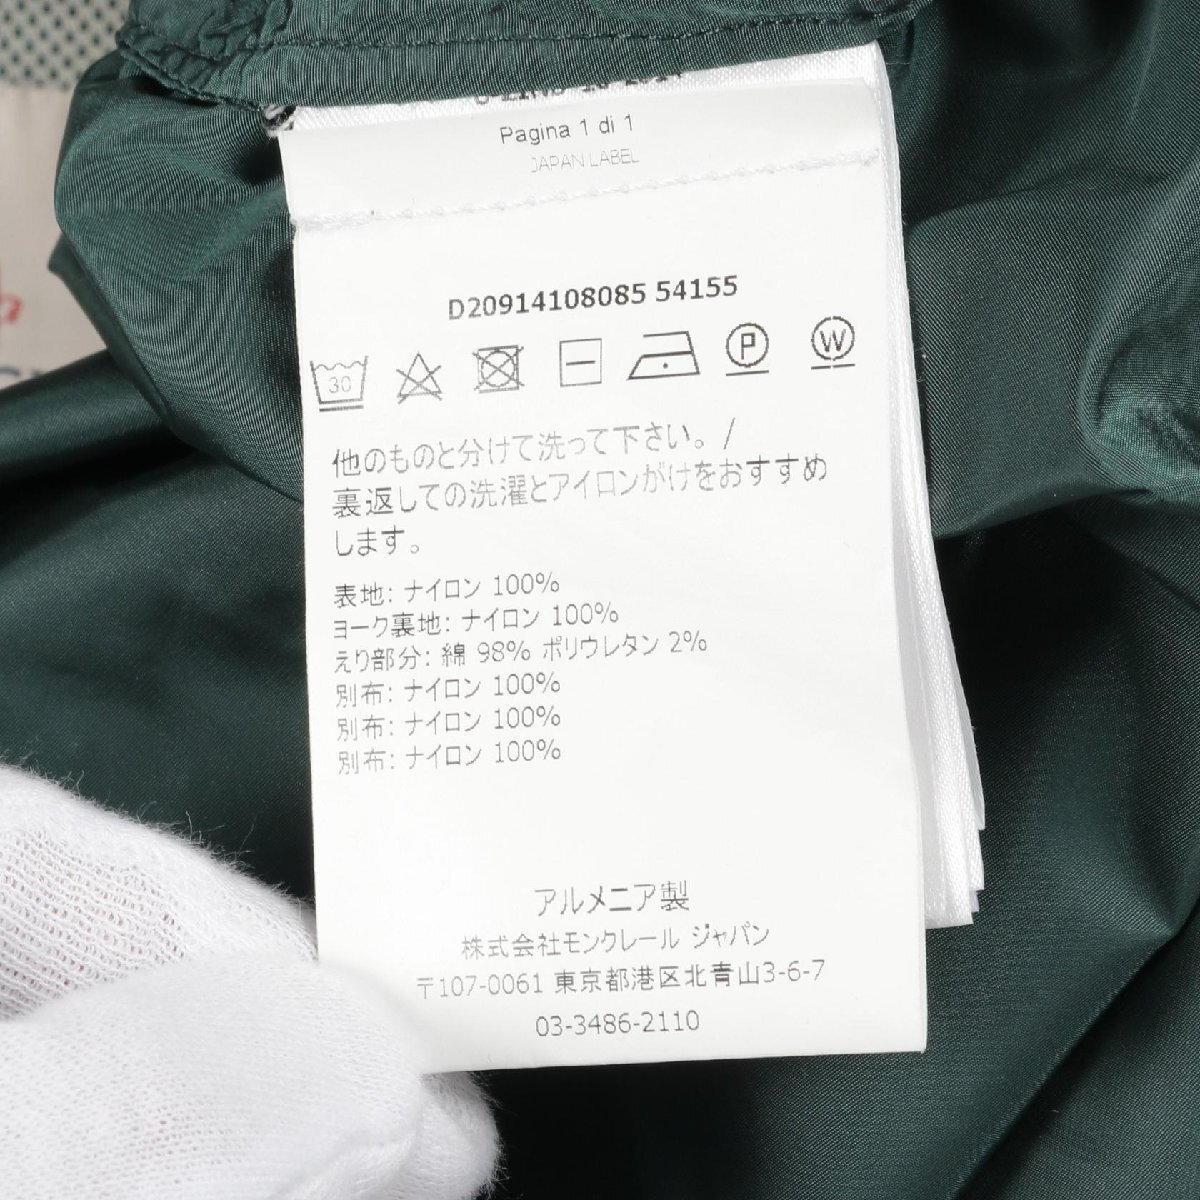 Pagina 1 di 1
JAPAN LABEL
D20914108085 54155
30 P W
他のものと分けて洗って下さい。/
裏返しての洗濯とアイロンがけをおすすめ
します。
表地: ナイロン 100%
ヨーク裏地: ナイロン 100%
えり部分: 綿 98% ポリウレタン 2%
別布: ナイロン 100%
別布: ナイロン 100%
別布: ナイロン 100%
アルメニア製
株式会社モンクレール ジャパン
〒107-0061 東京都港区北青山3-6-7
03-3486-2110